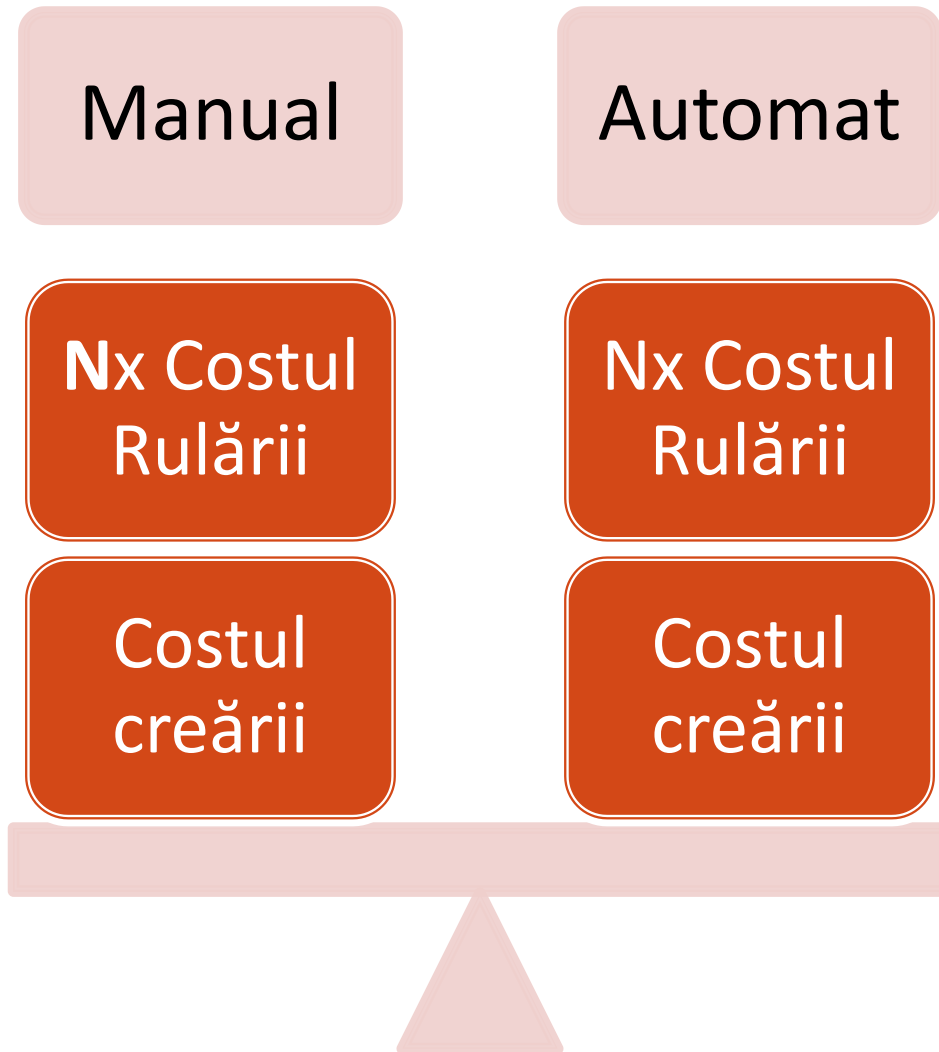 Manual
Automat
Nx Costul
Rulării
Nx Costul
Rulării
Costul
creării
Costul
creării